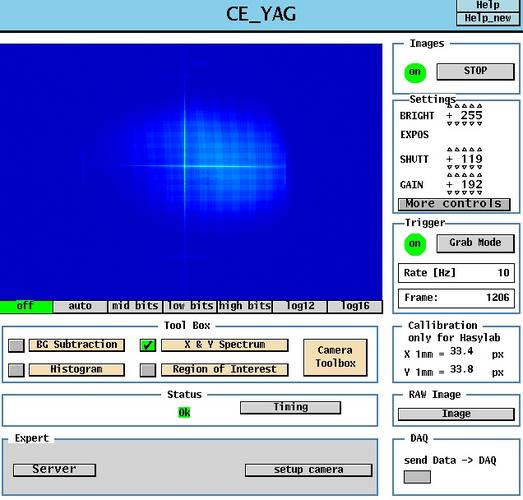 CE_YAG
Help
Help_new
Images
on
STOP
Settings
BRIGHT + 255
EXPOS
SHUTT + 119
GAIN + 192
More controls
Trigger
on
Grab Mode
Rate [Hz] 10
Frame: 1206
off auto mid bits low bits high bits log12 log16
Tool Box
BG Subtraction
X & Y Spectrum
Histogram
Region of Interest
Camera
Toolbox
Callibration
only for Hasylab
X 1mm = 33.4 px
Y 1mm = 33.8 px
Status
Ok
Timing
RAW Image
Image
Expert
Server
setup camera
DAQ
send Data -> DAQ